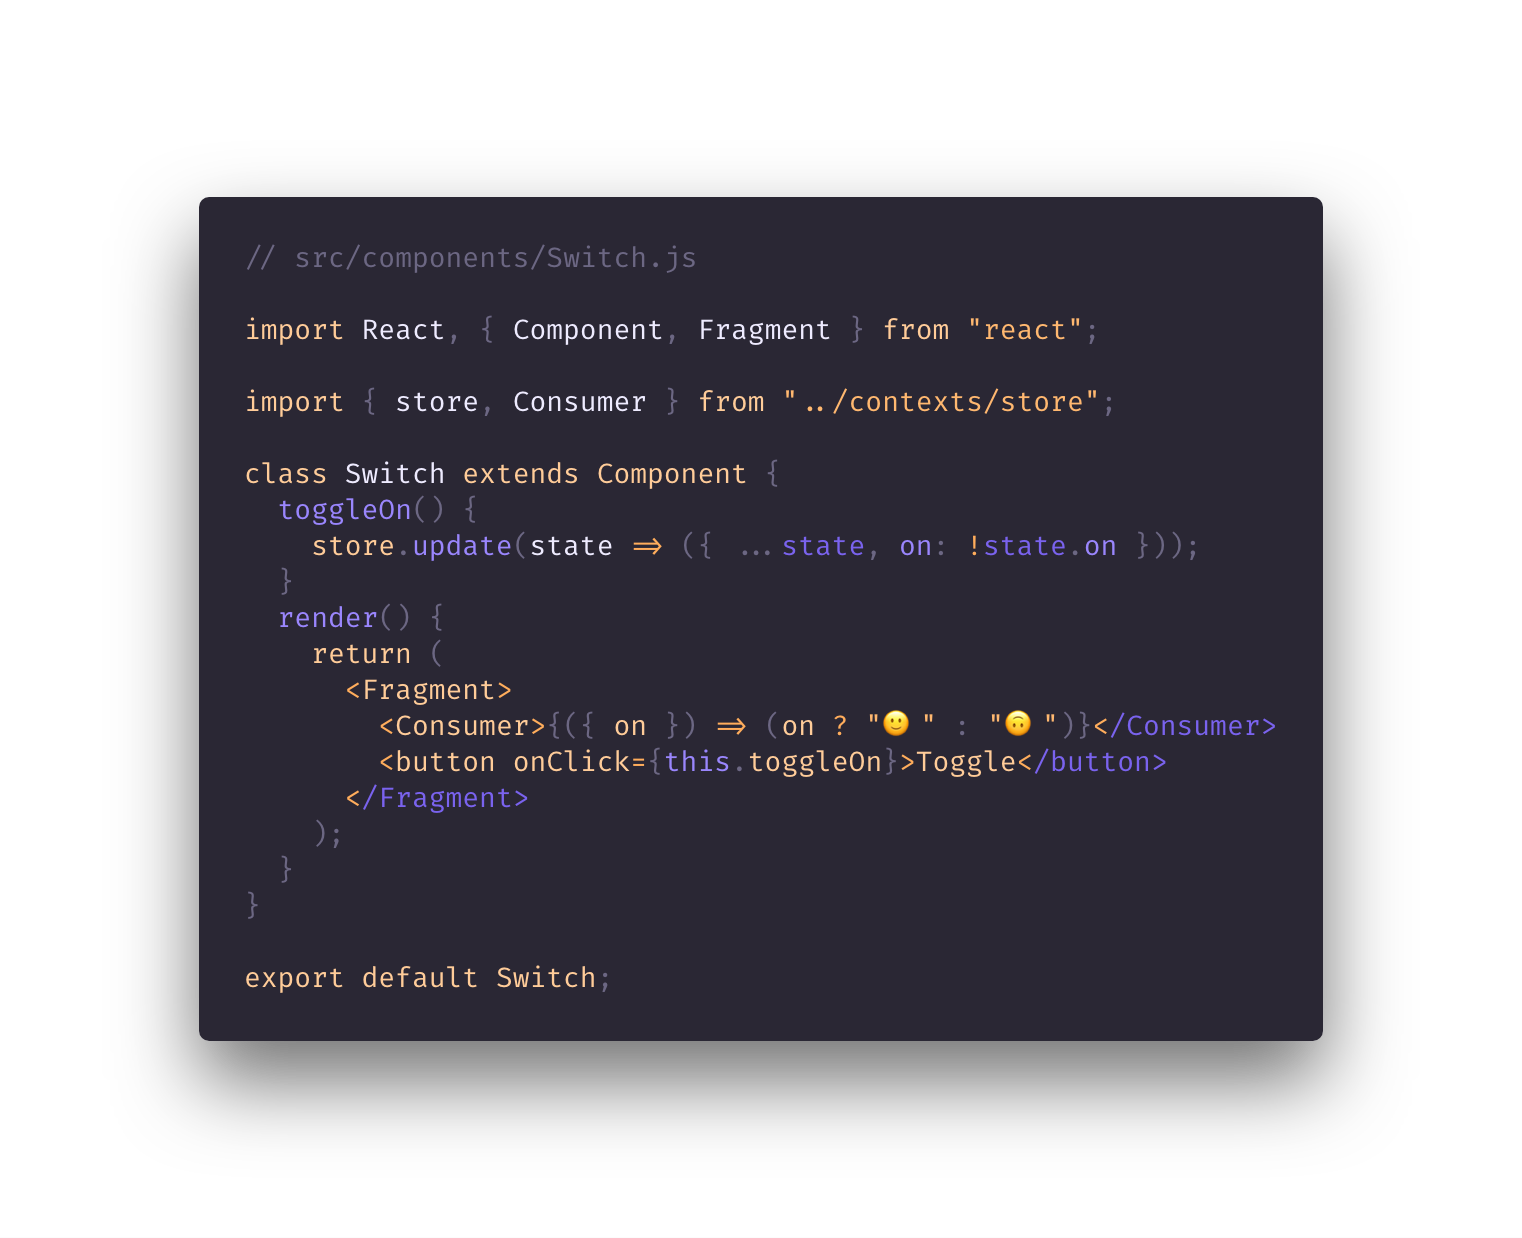 // src/components/Switch.js
import React, { Component, Fragment } from "react";
import { store, Consumer } from "../contexts/store";
class Switch extends Component {
  toggleOn() {
    store.update(state => ({ ...state, on: !state.on }));
  }
  render() {
    return (
      <Fragment>
        <Consumer>{({ on }) => (on ? "🙂" : "🙃")}</Consumer>
        <button onClick={this.toggleOn}>Toggle</button>
      </Fragment>
    );
  }
}
export default Switch;